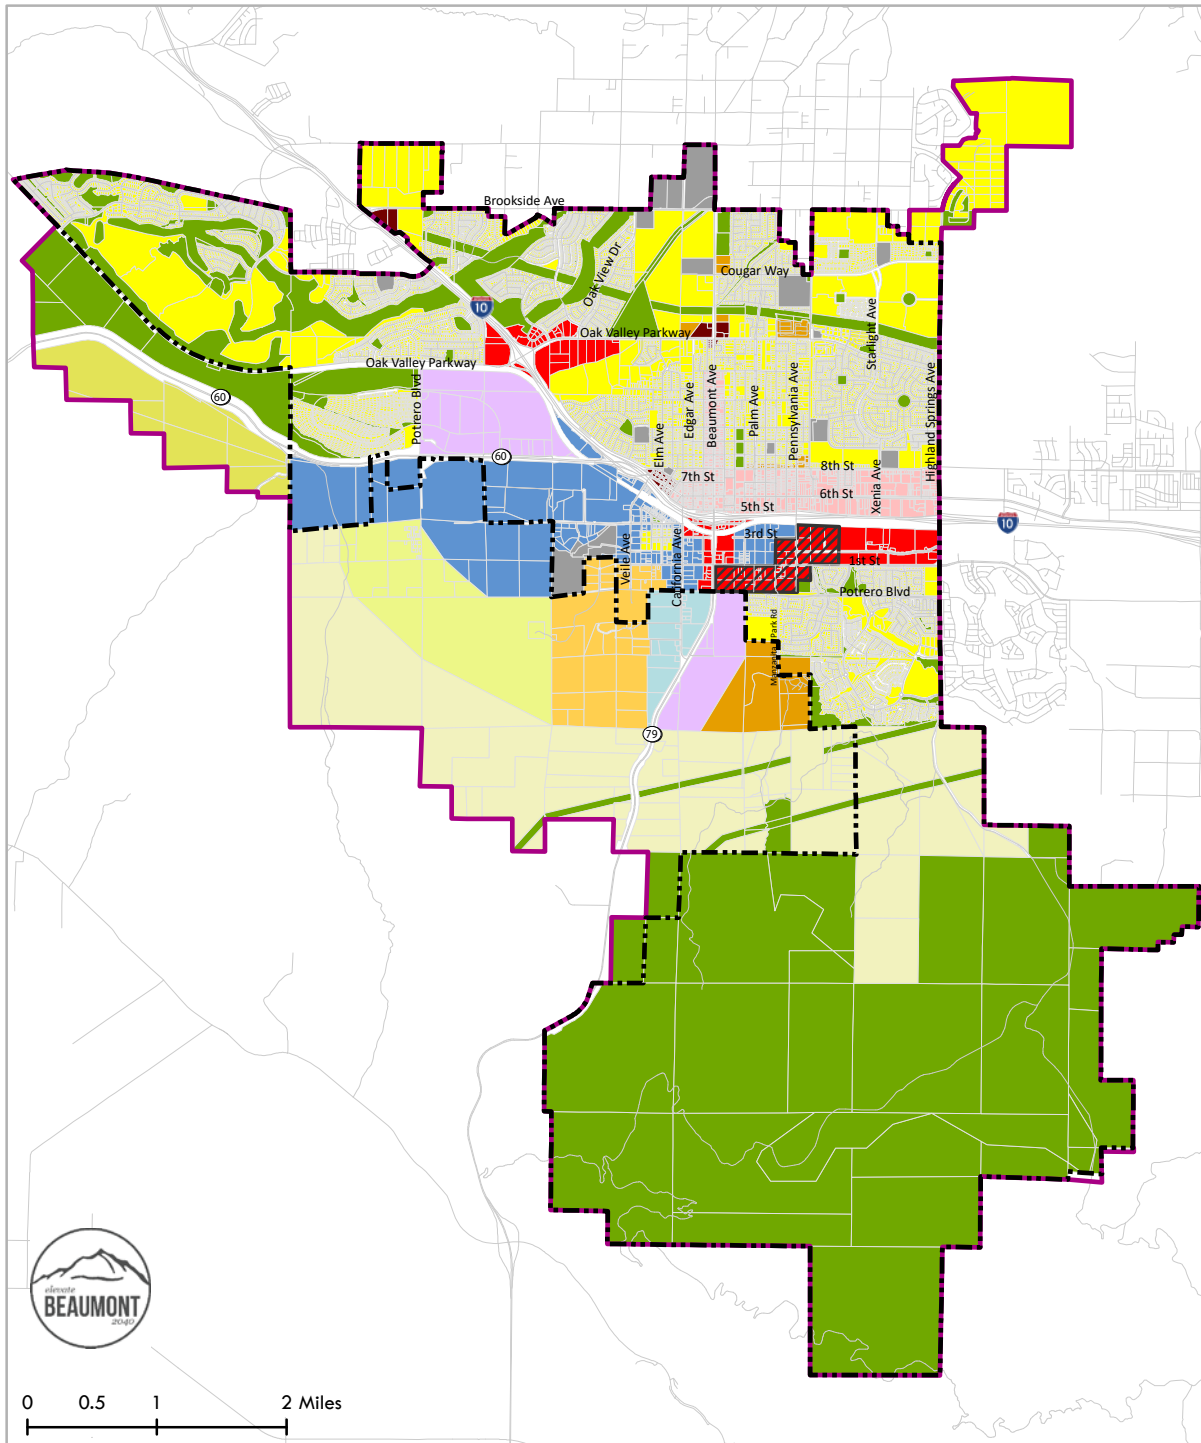 Brookside Ave
Oak View Dr
Cougar Way
10
Oak Valley Parkway
Starlight Ave
Oak Valley Parkway
60
Potrero Blvd
Edgar Ave
Beaumont Ave
Palm Ave
Pennsylvania Ave
Highland Springs Ave
Elm Ave
60
7th St
8th St
Xenia Ave
6th St
5th St
10
3rd St
Veile Ave
California Ave
1st St
Potrero Blvd
Manzanita Park Rd
79
elevate
BEAUMONT
2040
0 0.5 1 2 Miles